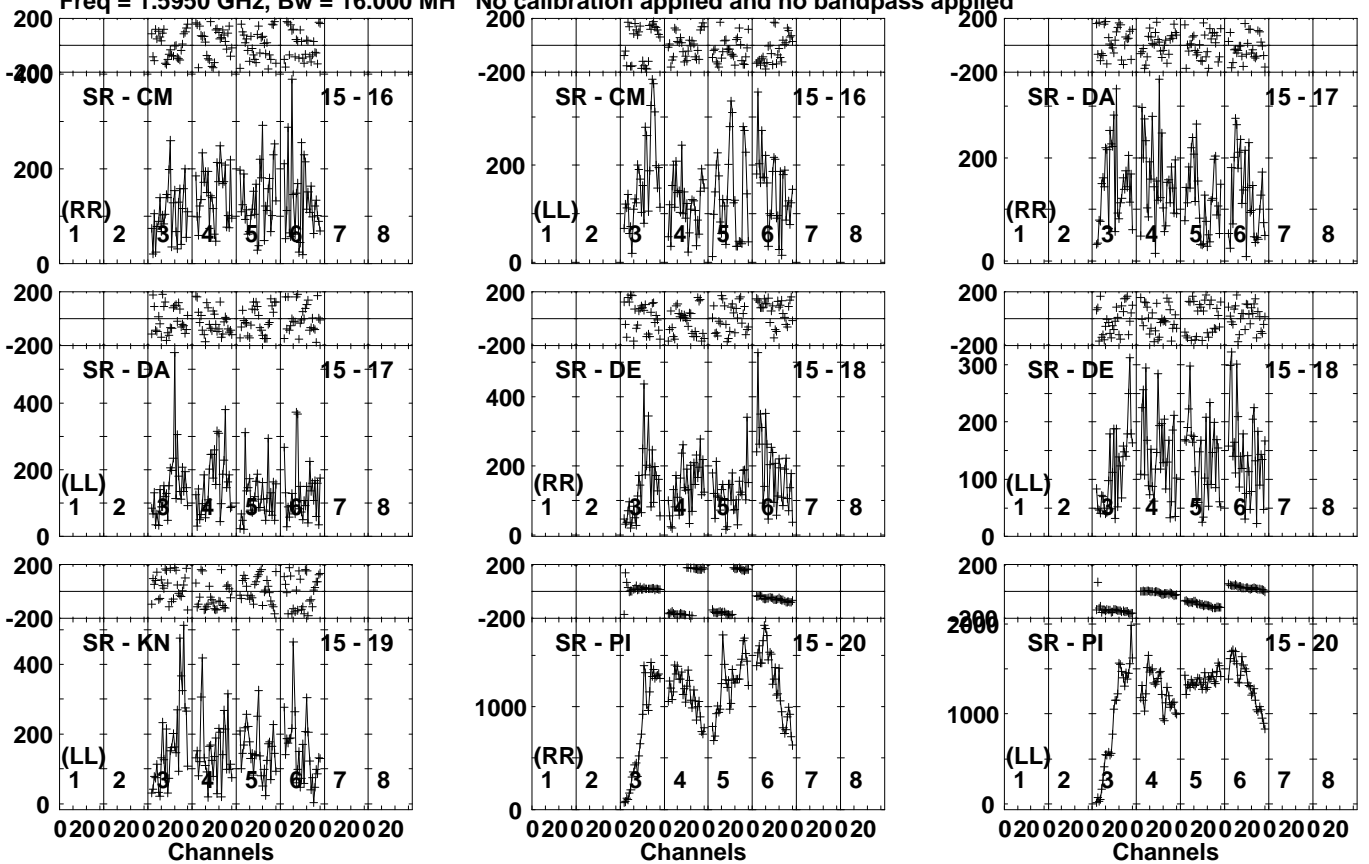 Freq = 1.5950 GHz, Bw = 16.000 MH No calibration applied and no bandpass applied
200 200 200
-200 -200 -200
400
SR - CM 15 - 16 SR - CM 15 - 16 SR - DA 15 - 17
200 200 200
(RR) (LL) (RR)
1 2 3 4 5 6 7 8 1 2 3 4 5 6 7 8 1 2 3 4 5 6 7 8
0 0 0
200 200 200
-200 -200 -200
SR - DA 15 - 17 SR - DE 15 - 18 SR - DE 15 - 18
300
400 400
200
200 200
100
(LL) (RR) (LL)
1 2 3 4 5 6 7 8 1 2 3 4 5 6 7 8 1 2 3 4 5 6 7 8
0 0 0
200 200 200
-200 -200 -200
2000
SR - KN 15 - 19 SR - PI 15 - 20 SR - PI 15 - 20
400
1000 1000
200
(LL) (RR) (LL)
1 2 3 4 5 6 7 8 1 2 3 4 5 6 7 8 1 2 3 4 5 6 7 8
0 0 0
0 20 0 20 0 20 0 20 0 20 0 20 0 20 0 20 0 20 0 20 0 20 0 20 0 20 0 20 0 20 0 20 0 20 0 20 0 20 0 20 0 20 0 20 0 20 0 20
Channels Channels Channels